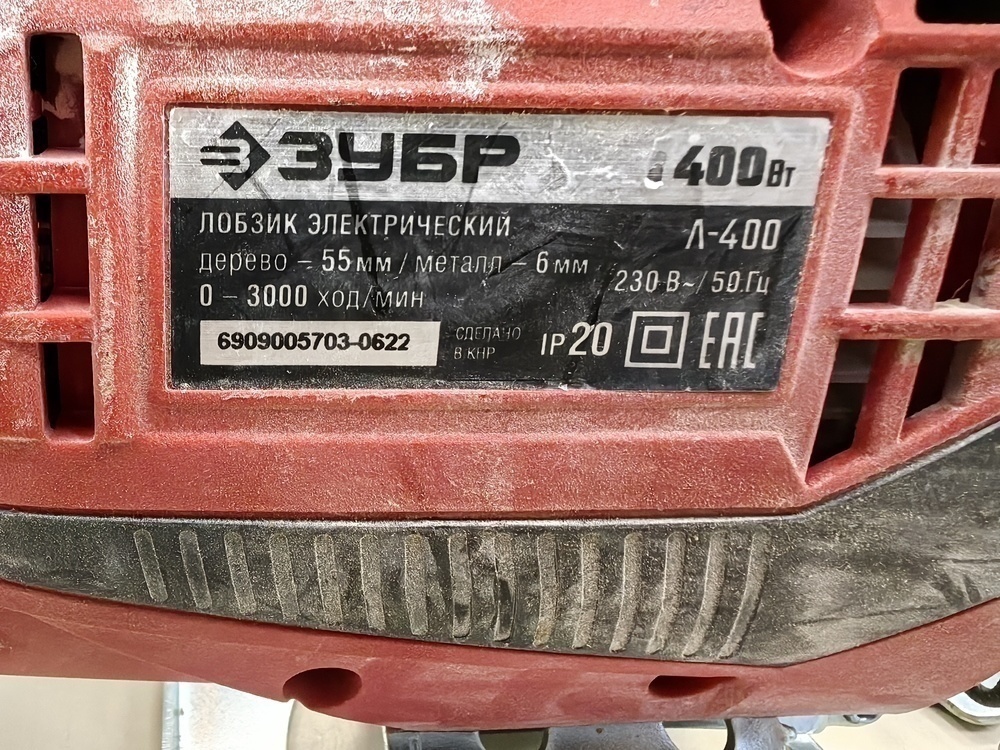 ЗУБР 400Вт
ЛОБЗИК ЭЛЕКТРИЧЕСКИЙ Л-400
дерево – 55мм / металл – 6мм
230 В~/ 50 Гц
0 – 3000 ход/мин
6909005703-0622
СДЕЛАНО
В КНР
IP20
ЕАС